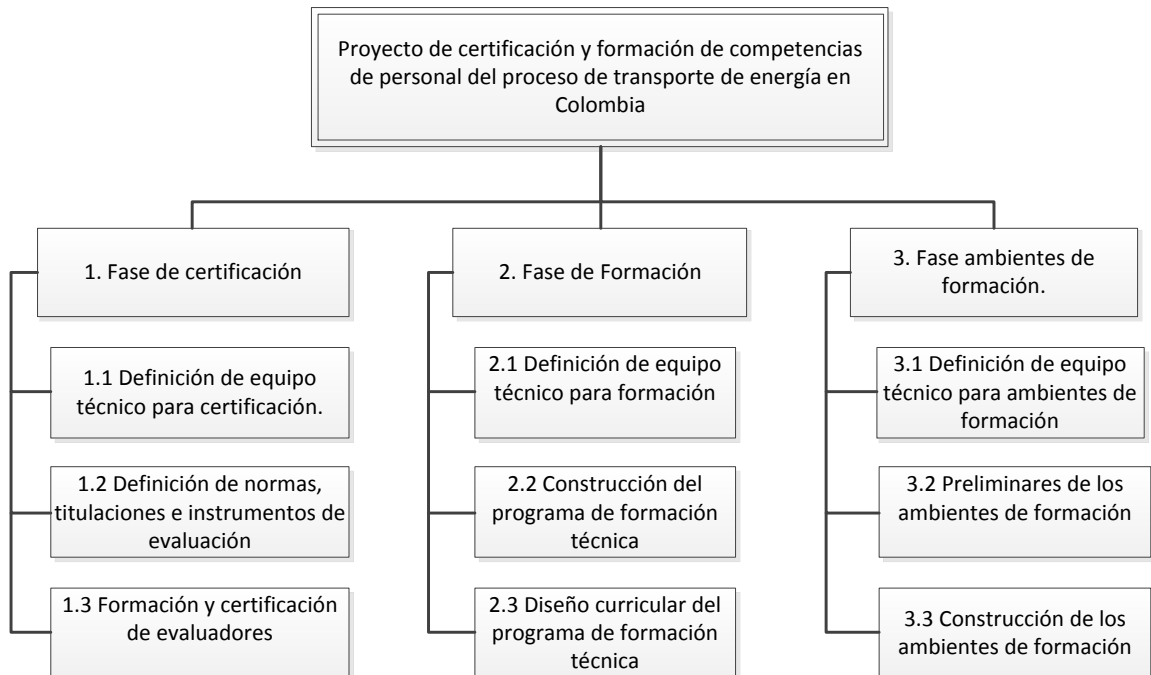 Proyecto de certificación y formación de competencias
de personal del proceso de transporte de energía en
Colombia
1. Fase de certificación
1.1 Definición de equipo
técnico para certificación.
1.2 Definición de normas,
titulaciones e instrumentos de
evaluación
1.3 Formación y certificación
de evaluadores
2. Fase de Formación
2.1 Definición de equipo
técnico para formación
2.2 Construcción del
programa de formación
técnica
2.3 Diseño curricular del
programa de formación
técnica
3. Fase ambientes de
formación.
3.1 Definición de equipo
técnico para ambientes de
formación
3.2 Preliminares de los
ambientes de formación
3.3 Construcción de los
ambientes de formación